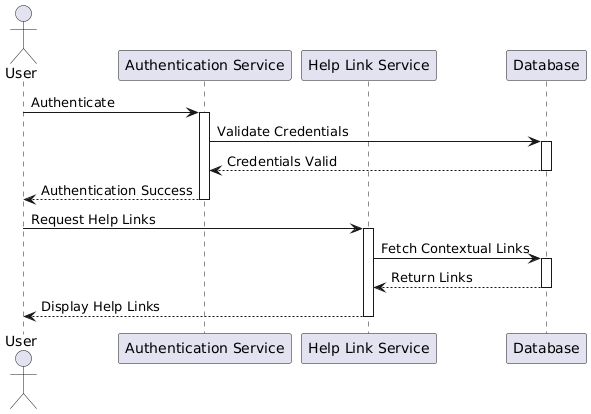 User
Authentication Service
Help Link Service
Database
Authenticate
Validate Credentials
Credentials Valid
Authentication Success
Request Help Links
Fetch Contextual Links
Return Links
Display Help Links
User
Authentication Service
Help Link Service
Database